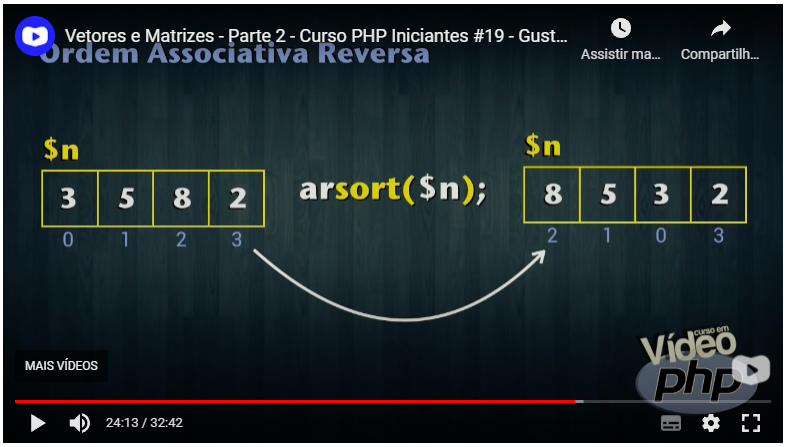 Vetores e Matrizes - Parte 2 - Curso PHP Iniciantes #19 - Gust...
Assistir ma...
Compartilh...
Ordem Associativa Reversa
$n
3 5 8 2
0 1 2 3
arsort($n);
$n
8 5 3 2
2 1 0 3
curso em
Vídeo
php
MAIS VÍDEOS
24:13 / 32:42